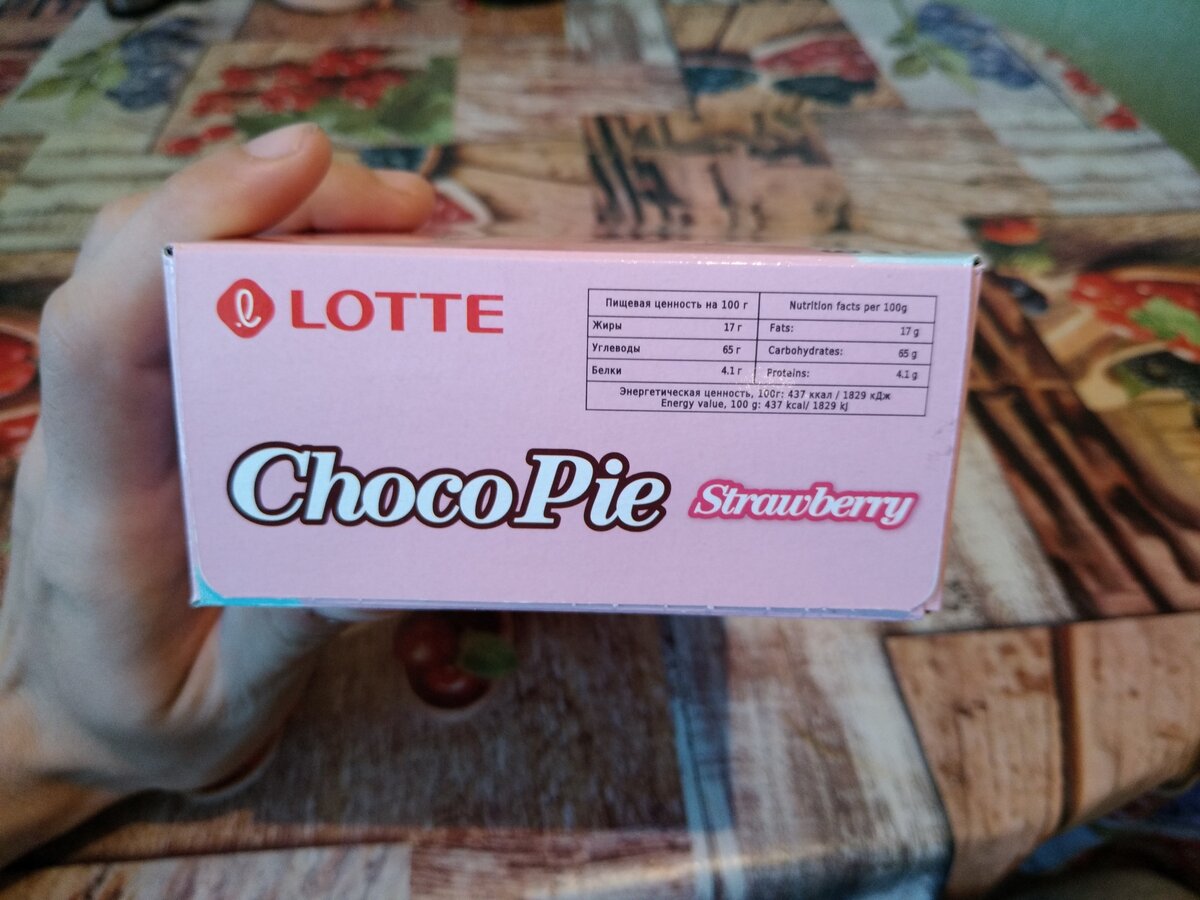 LOTTE
Пищевая ценность на 100 г Nutrition facts per 100g
Жиры 17 г Fats: 17 g
Углеводы 65 г Carbohydrates: 65 g
Белки 4.1 г Proteins: 4.1 g
Энергетическая ценность, 100г: 437 ккал / 1829 кДж
Energy value, 100 g: 437 kcal/ 1829 kJ
ChocoPie Strawberry